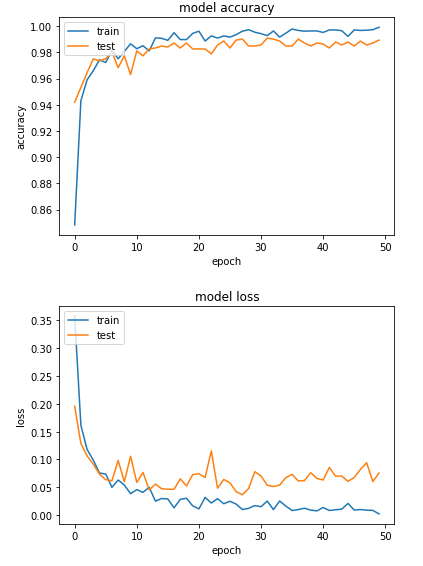 model accuracy
1.00
0.98
0.96
0.94
0.92
0.90
0.88
0.86
accuracy
train
test
0
10
20
30
40
50
epoch
model loss
0.35
0.30
0.25
0.20
0.15
0.10
0.05
0.00
loss
train
test
0
10
20
30
40
50
epoch